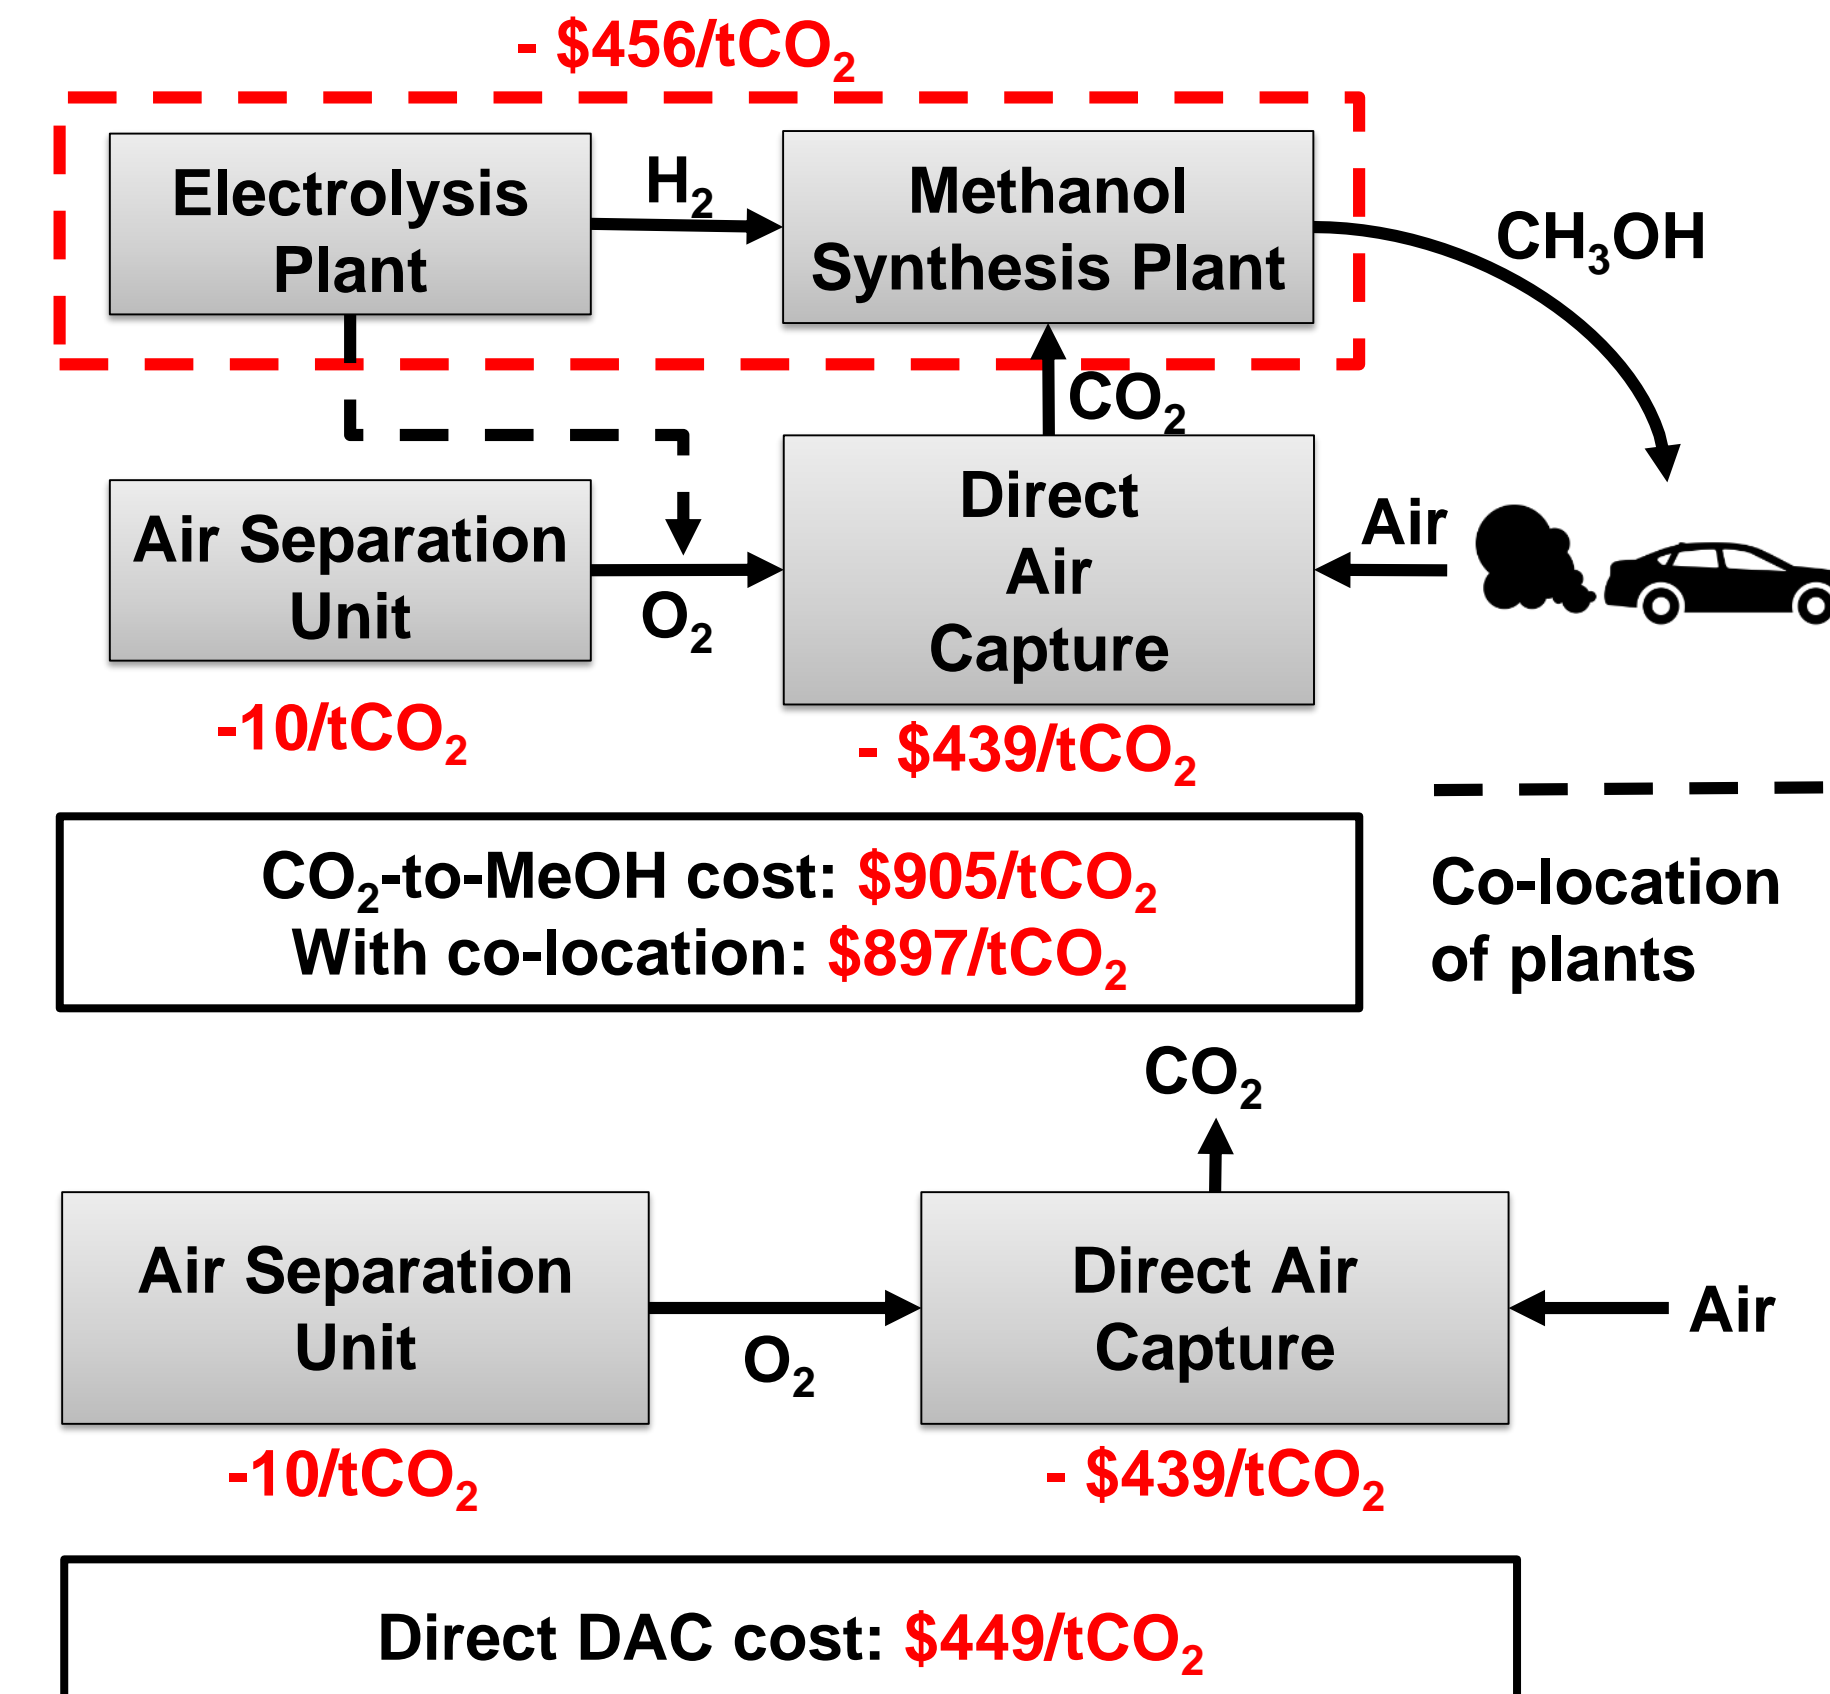 - $456/tCO₂
Electrolysis
Plant
H₂
Methanol
Synthesis Plant
CH₃OH
CO₂
Air Separation
Unit
O₂
Direct
Air
Capture
Air
-10/tCO₂
- $439/tCO₂
CO₂-to-MeOH cost: $905/tCO₂
With co-location: $897/tCO₂
Co-location
of plants
CO₂
Air Separation
Unit
O₂
Direct Air
Capture
Air
-10/tCO₂
- $439/tCO₂
Direct DAC cost: $449/tCO₂